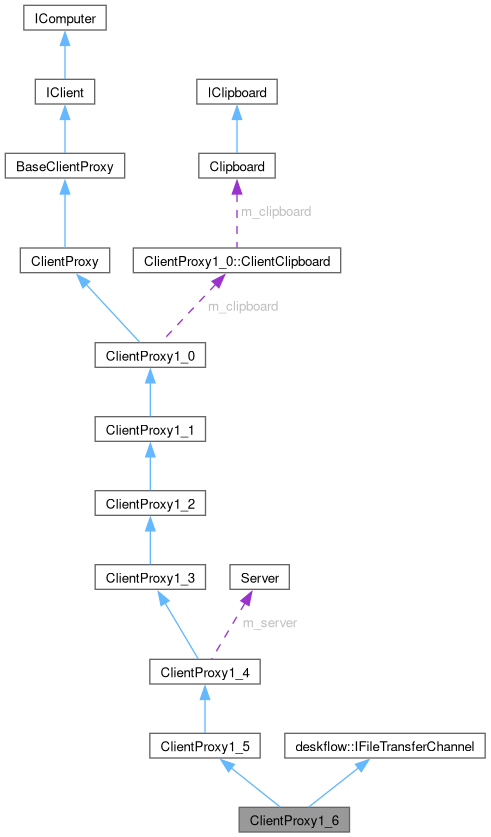 IComputer
IClient
IClipboard
BaseClientProxy
Clipboard
m_clipboard
ClientProxy
ClientProxy1_0::ClientClipboard
m_clipboard
ClientProxy1_0
ClientProxy1_1
ClientProxy1_2
ClientProxy1_3
Server
m_server
ClientProxy1_4
ClientProxy1_5
deskflow::IFileTransferChannel
ClientProxy1_6